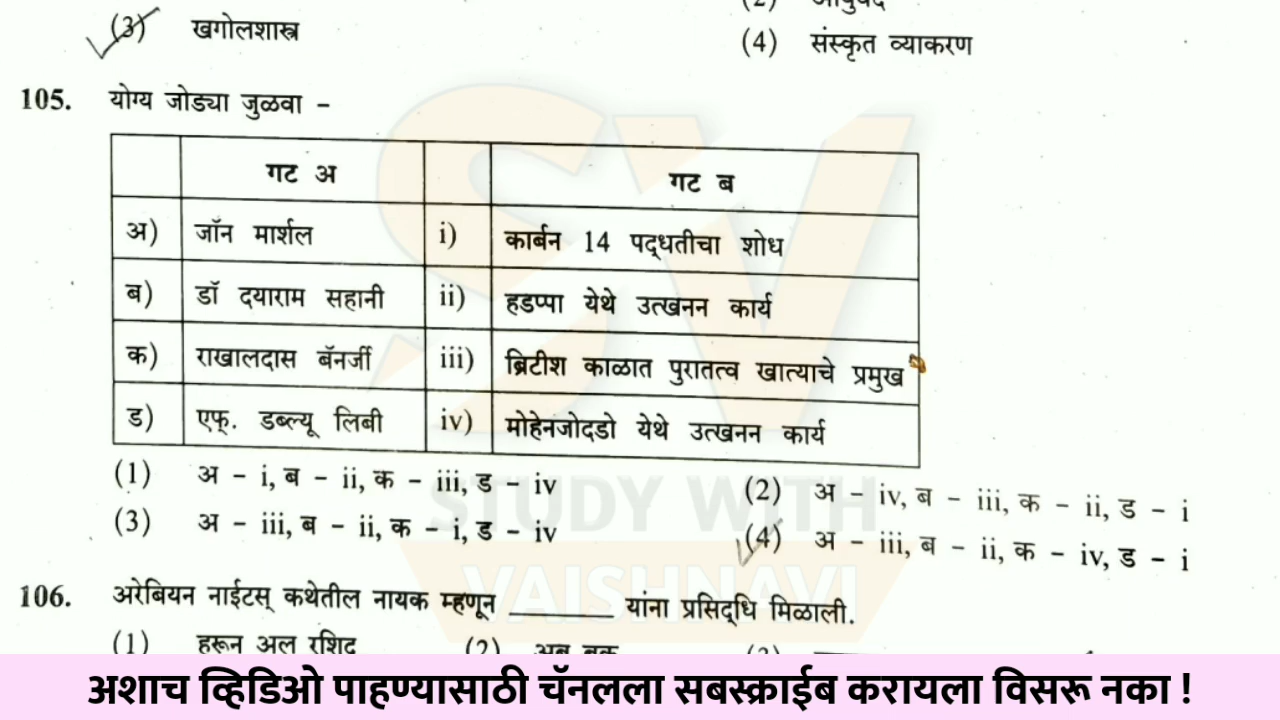 (3) खगोलशास्त्र
(4) संस्कृत व्याकरण
105. योग्य जोड्या जुळवा -
गट अ गट ब
अ) जॉन मार्शल i) कार्बन 14 पद्धतीचा शोध
ब) डॉ दयाराम सहानी ii) हडप्पा येथे उत्खनन कार्य
क) राखालदास बॅनर्जी iii) ब्रिटीश काळात पुरातत्व खात्याचे प्रमुख
ड) एफ्. डब्ल्यू लिबी iv) मोहेनजोदडो येथे उत्खनन कार्य
(1) अ - i, ब - ii, क - iii, ड - iv (2) अ - iv, ब - iii, क - ii, ड - i
(3) अ - iii, ब - ii, क - i, ड - iv (4) अ - iii, ब - ii, क - iv, ड - i
SV
STUDY WITH
VAISHNAVI
106. अरेबियन नाईटस् कथेतील नायक म्हणून ________ यांना प्रसिद्धि मिळाली.
(1) हरून अल रशिद (2)
अशाच व्हिडिओ पाहण्यासाठी चॅनलला सबस्क्राईब करायला विसरू नका !